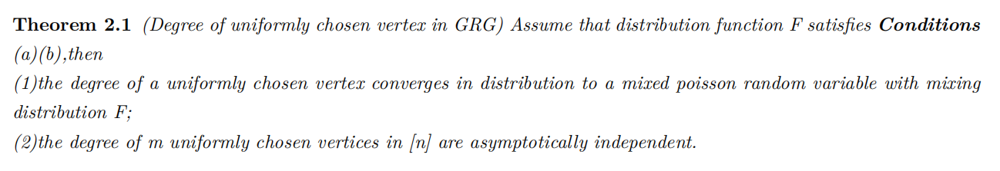 Theorem 2.1 (Degree of uniformly chosen vertex in GRG) Assume that distribution function F satisfies Conditions
(a)(b),then
(1)the degree of a uniformly chosen vertex converges in distribution to a mixed poisson random variable with mixing
distribution F;
(2)the degree of m uniformly chosen vertices in [n] are asymptotically independent.